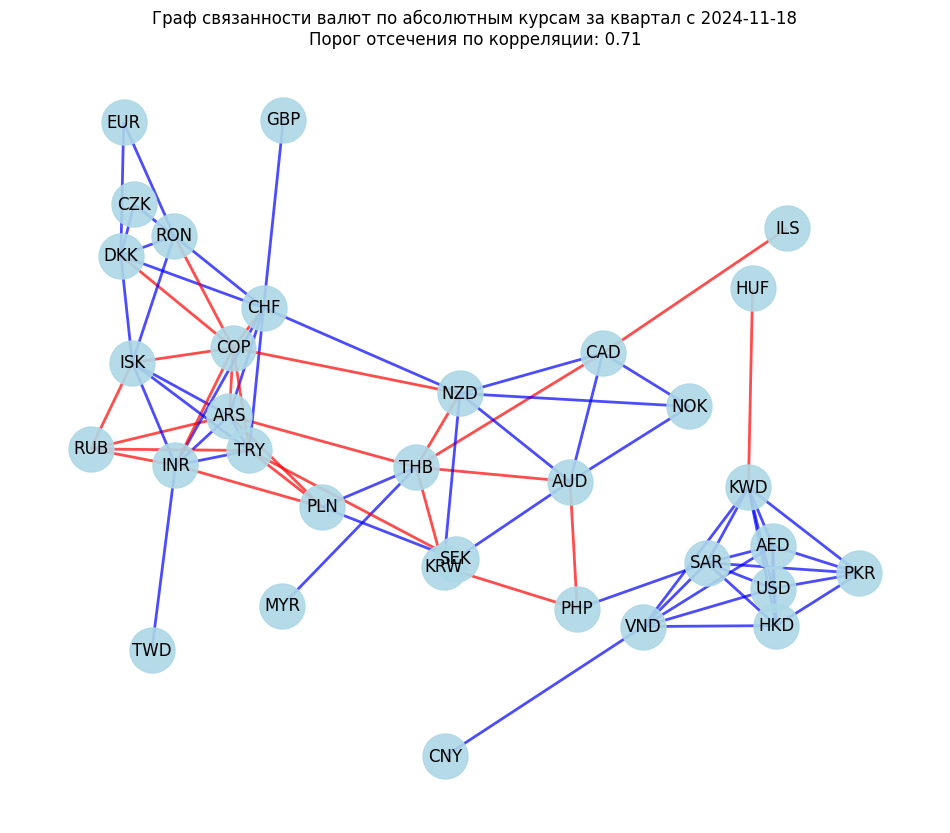 Граф связанности валют по абсолютным курсам за квартал с 2024-11-18
Порог отсечения по корреляции: 0.71
EUR
GBP
CZK
RON
ILS
DKK
HUF
CHF
COP
CAD
ISK
NZD
NOK
ARS
RUB
TRY
INR
THB
AUD
KWD
PLN
AED
SEK
KRW
SAR
PKR
USD
MYR
PHP
VND
HKD
TWD
CNY